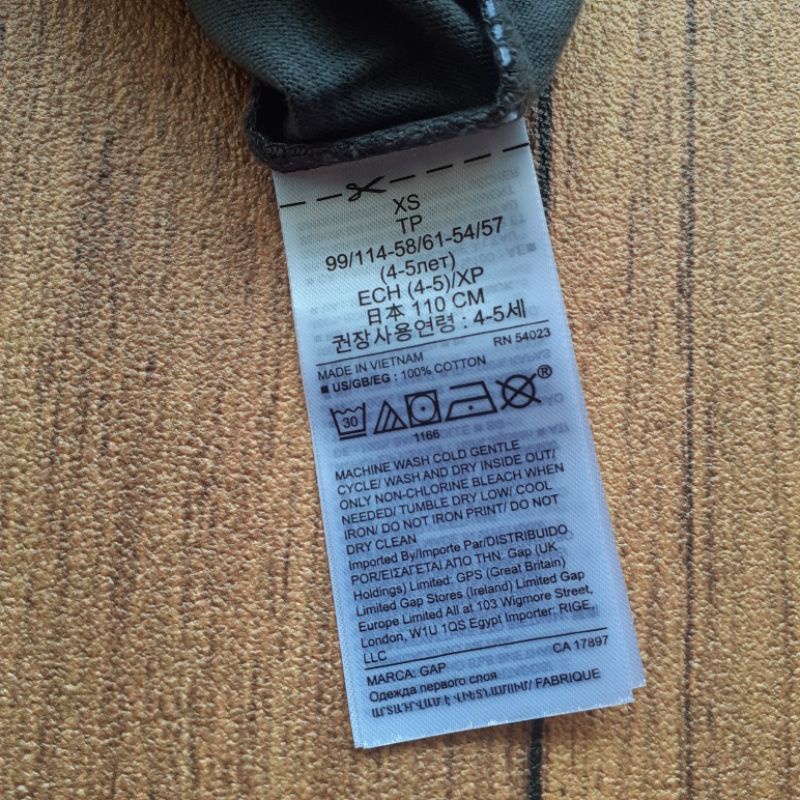 XS
TP
99/114-58/61-54/57
(4-5лет)
ECH (4-5)/XP
日本 110 CM
권장사용연령 : 4-5세
RN 54023
MADE IN VIETNAM
■ US/GB/EG : 100% COTTON
30
®
1166
MACHINE WASH COLD GENTLE
CYCLE/ WASH AND DRY INSIDE OUT/
ONLY NON-CHLORINE BLEACH WHEN
NEEDED/ TUMBLE DRY LOW/ COOL
IRON/ DO NOT IRON PRINT/ DO NOT
DRY CLEAN
Imported By/Importe Par/DISTRIBUIDO
POR/ΕΙΣΑΓΕΤΑΙ ΑΠΟ ΤΗΝ: Gap (UK
Holdings) Limited: GPS (Great Britain)
Limited Gap Stores (Ireland) Limited Gap
Europe Limited All at 103 Wigmore Street,
London, W1U 1QS Egypt Importer: RIGE,
LLC
CA 17897
MARCA: GAP
Одежда первого слоя
ԱՐՏԱԴՐՎԱԾ Է ՎԻԵՏՆԱՄՈՒՄ/ FABRIQUE